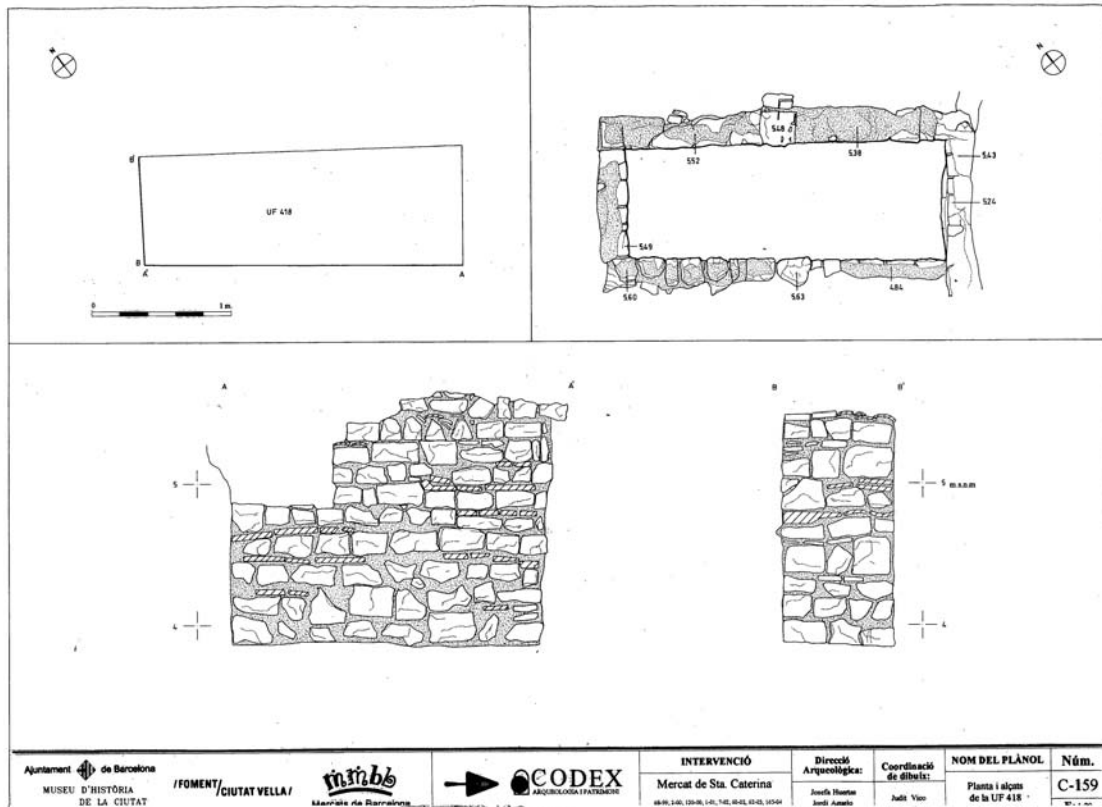 N
N
B'
UF 418
B
A'
A
0
1 m.
548
552
538
543
524
549
560
563
484
A
A'
B
B'
5
5 m.s.n.m
4
4
Ajuntament de Barcelona
MUSEU D'HISTÒRIA
DE LA CIUTAT
/FOMENT/CIUTAT VELLA/
Mercats de Barcelona
CODEX
ARQUEOLOGIA I PATRIMONI
INTERVENCIÓ
Mercat de Sta. Caterina
Direcció
Arqueològica:
Josefa Huertas
Jordi Aguelo
Coordinació
de dibuix:
Judit Vico
NOM DEL PLÀNOL
Planta i alçats
de la UF 418
Núm.
C-159